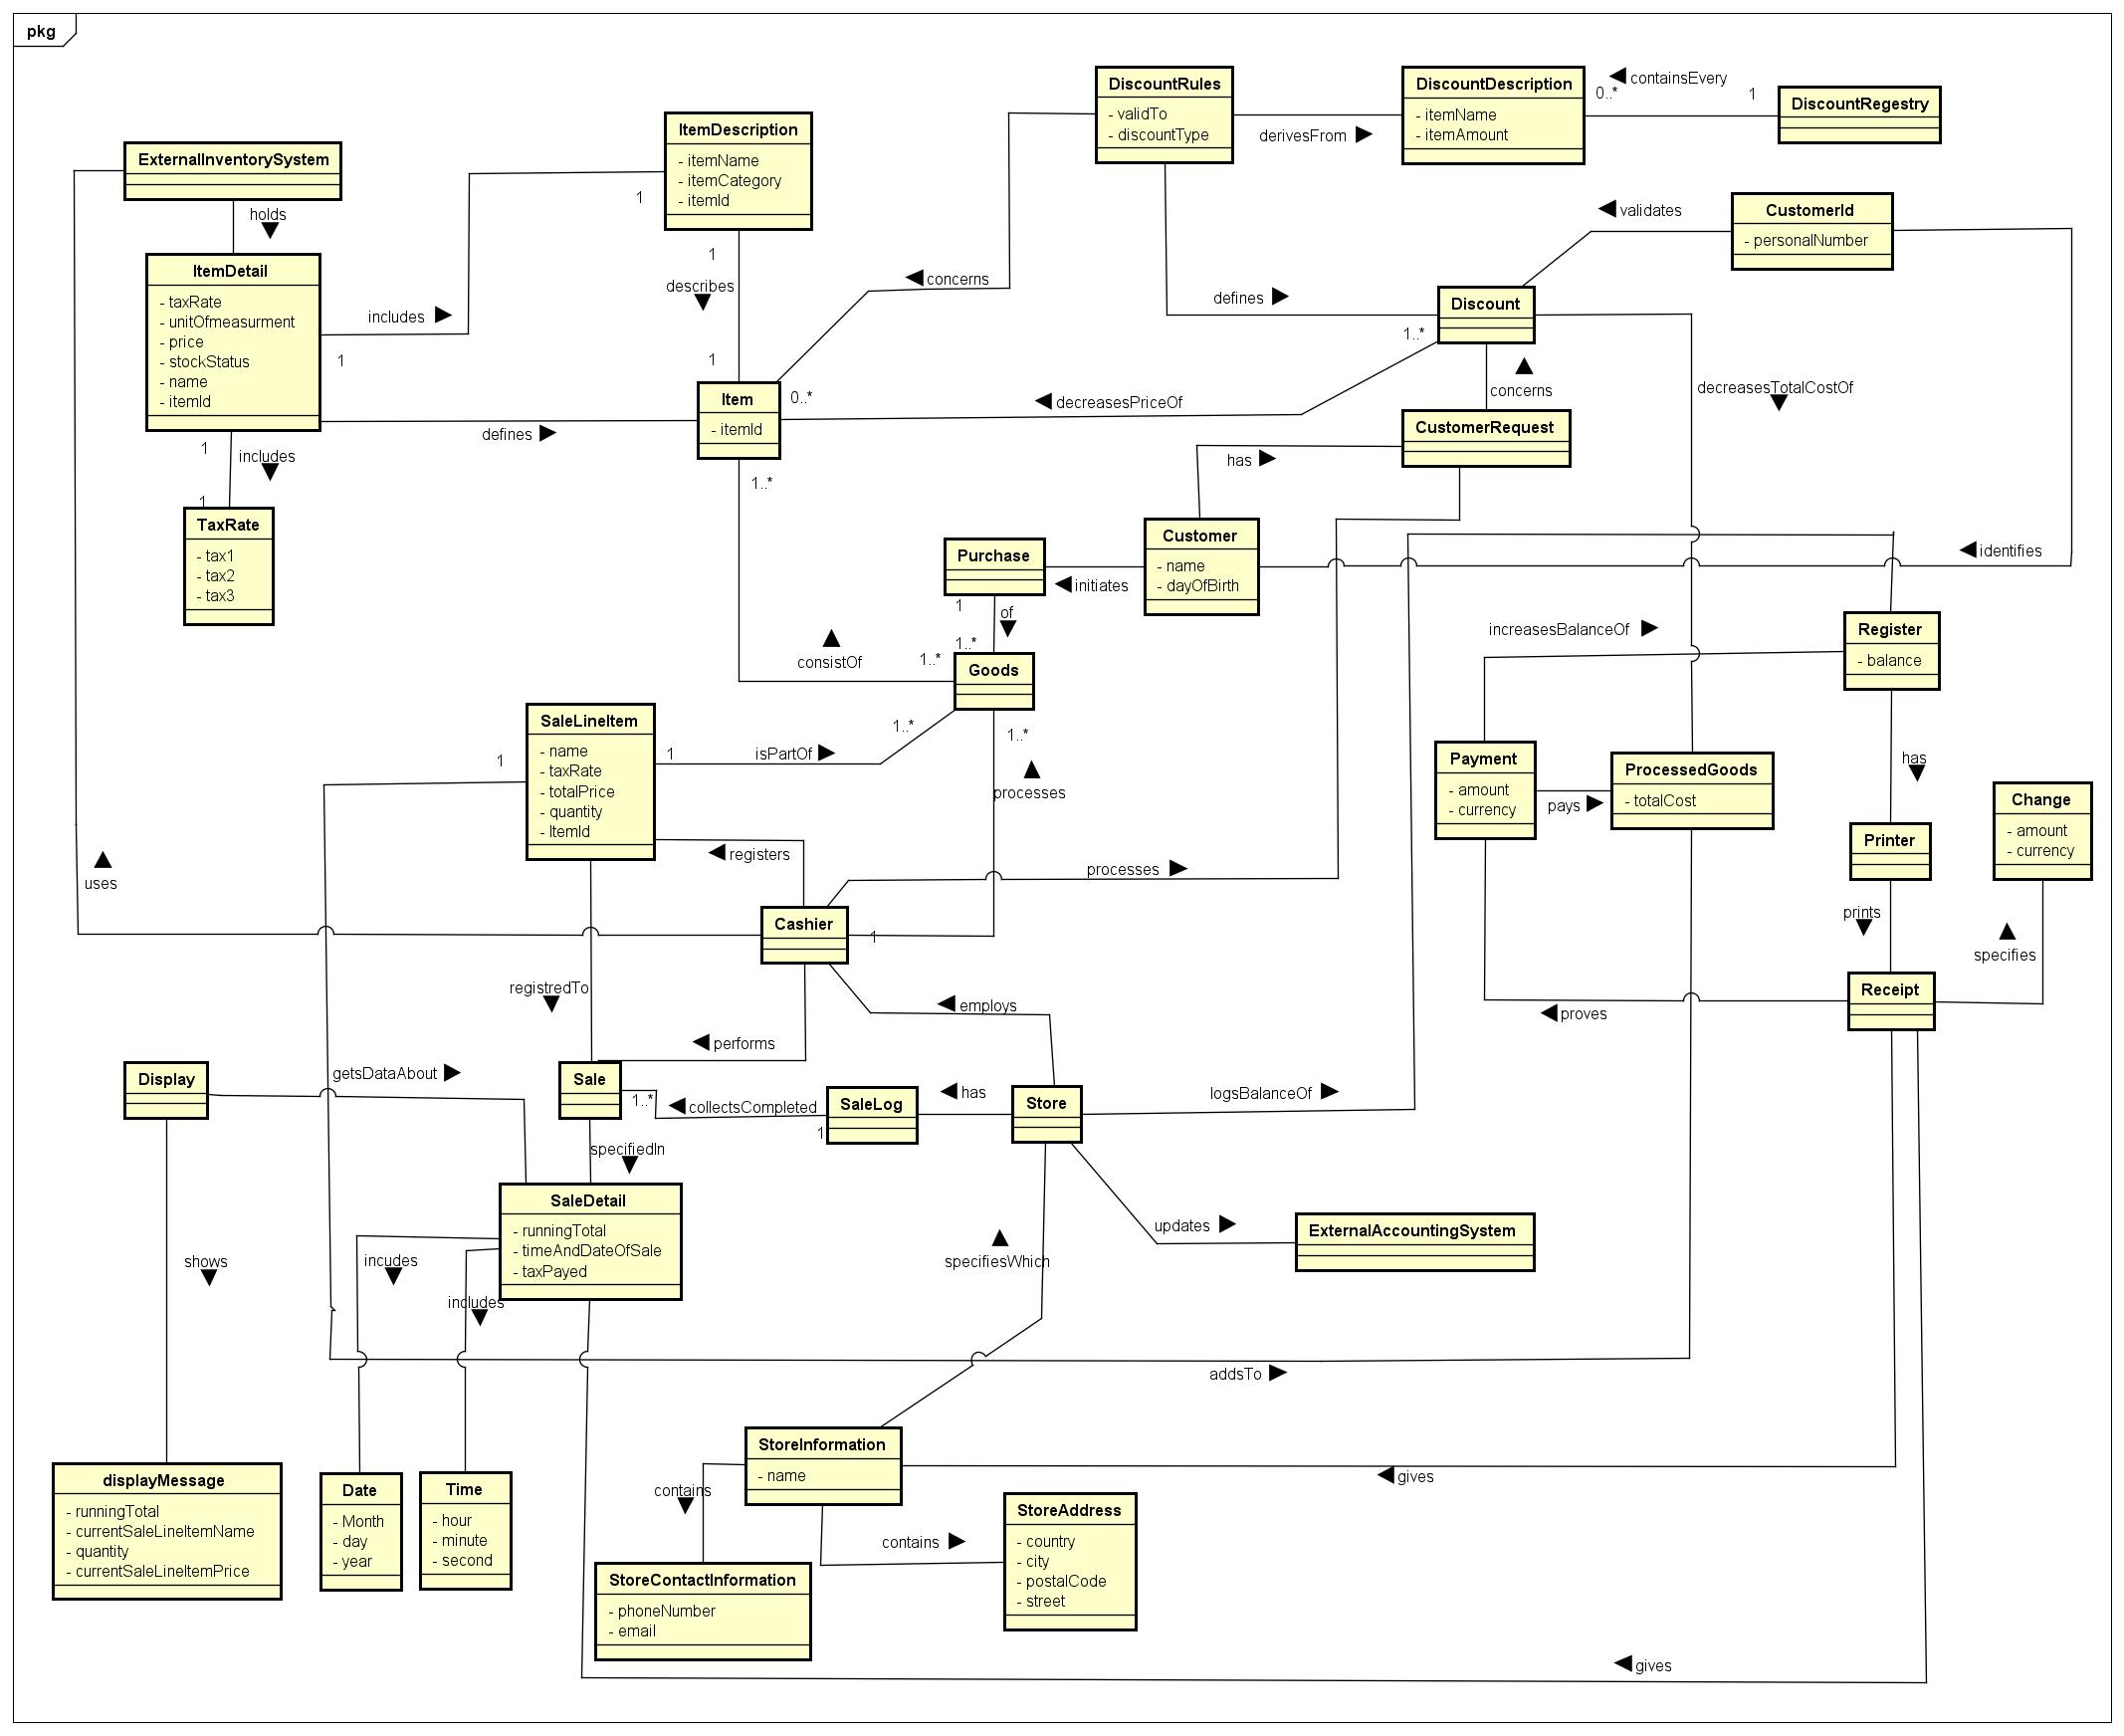 pkg
DiscountRules
- validTo
- discountType
derivesFrom
DiscountDescription
- itemName
- itemAmount
containsEvery
0..*
1
DiscountRegestry
ExternalInventorySystem
holds
ItemDescription
- itemName
- itemCategory
- itemId
1
1
describes
1
CustomerId
- personalNumber
validates
ItemDetail
- taxRate
- unitOfmeasurment
- price
- stockStatus
- name
- itemId
includes
1
concerns
defines
Discount
1..*
decreasesTotalCostOf
concerns
Item
- itemId
0..*
decreasesPriceOf
defines
1
includes
1
TaxRate
- tax1
- tax2
- tax3
CustomerRequest
has
1..*
Customer
- name
- dayOfBirth
Purchase
initiates
identifies
1
of
1..*
1..*
consistOf
Goods
increasesBalanceOf
Register
- balance
SaleLineItem
- name
- taxRate
- totalPrice
- quantity
- ItemId
1
1
isPartOf
1..*
1..*
processes
Payment
- amount
- currency
pays
ProcessedGoods
- totalCost
has
Change
- amount
- currency
Printer
uses
registers
processes
Cashier
1
prints
specifies
registredTo
employs
Receipt
proves
performs
Display
getsDataAbout
Sale
1..*
collectsCompleted
SaleLog
1
has
Store
logsBalanceOf
specifiedIn
SaleDetail
- runningTotal
- timeAndDateOfSale
- taxPayed
updates
ExternalAccountingSystem
shows
incudes
includes
specifiesWhich
addsTo
StoreInformation
- name
gives
displayMessage
- runningTotal
- currentSaleLineItemName
- quantity
- currentSaleLineItemPrice
Date
- Month
- day
- year
Time
- hour
- minute
- second
contains
contains
StoreAddress
- country
- city
- postalCode
- street
StoreContactInformation
- phoneNumber
- email
gives